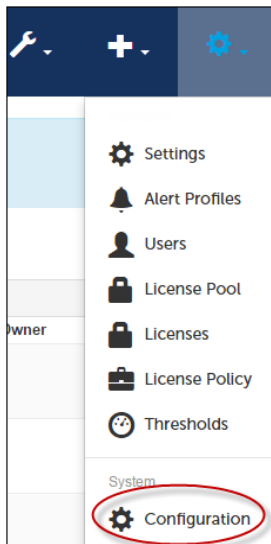 Settings
Alert Profiles
Users
License Pool
Owner
Licenses
License Policy
Thresholds
System
Configuration